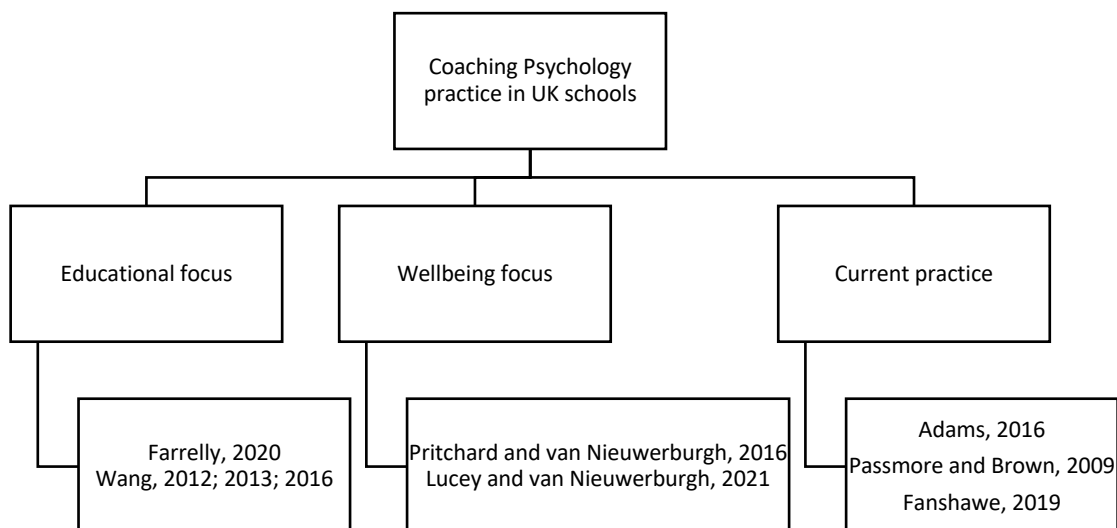 Coaching Psychology
practice in UK schools
Educational focus
Wellbeing focus
Current practice
Farrelly, 2020
Wang, 2012; 2013; 2016
Pritchard and van Nieuwerburgh, 2016
Lucey and van Nieuwerburgh, 2021
Adams, 2016
Passmore and Brown, 2009
Fanshawe, 2019